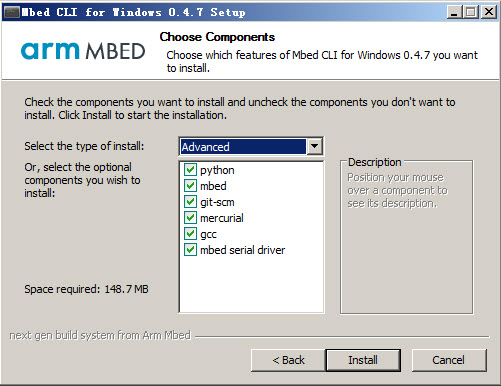 Mbed CLI for Windows 0.4.7 Setup
arm MBED
Choose Components
Choose which features of Mbed CLI for Windows 0.4.7 you want
to install.
Check the components you want to install and uncheck the components you don't want to
install. Click Install to start the installation.
Select the type of install:
Advanced
Or, select the optional
components you wish to
install:
python
mbed
git-scm
mercurial
gcc
mbed serial driver
Description
Position your mouse
over a component to
see its description.
Space required: 148.7MB
next gen build system from Arm Mbed
< Back
Install
Cancel